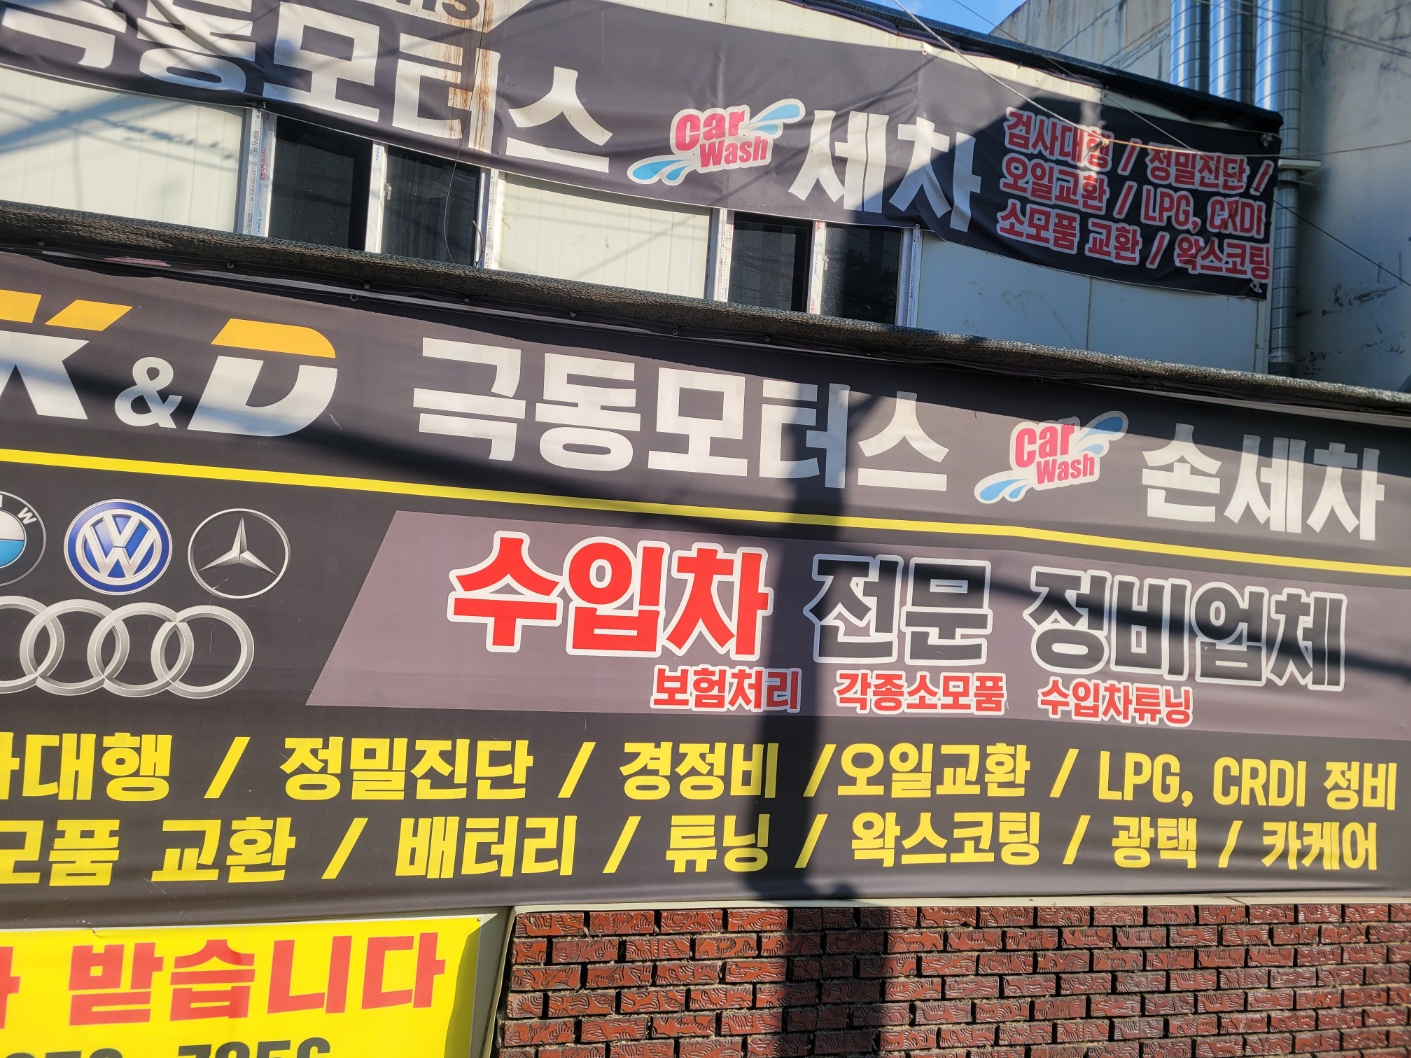 극동모터스 Car Wash 세차
검사대행 / 정밀진단 /
오일교환 / LPG, CRDI
소모품 교환 / 왁스코팅
K&D 극동모터스 Car Wash 손세차
수입차 전문 정비업체
보험처리 각종소모품 수입차튜닝
사대행 / 정밀진단 / 경정비 /오일교환 / LPG, CRDI 정비
모품 교환 / 배터리 / 튜닝 / 왁스코팅 / 광택 / 카케어
받습니다
7856